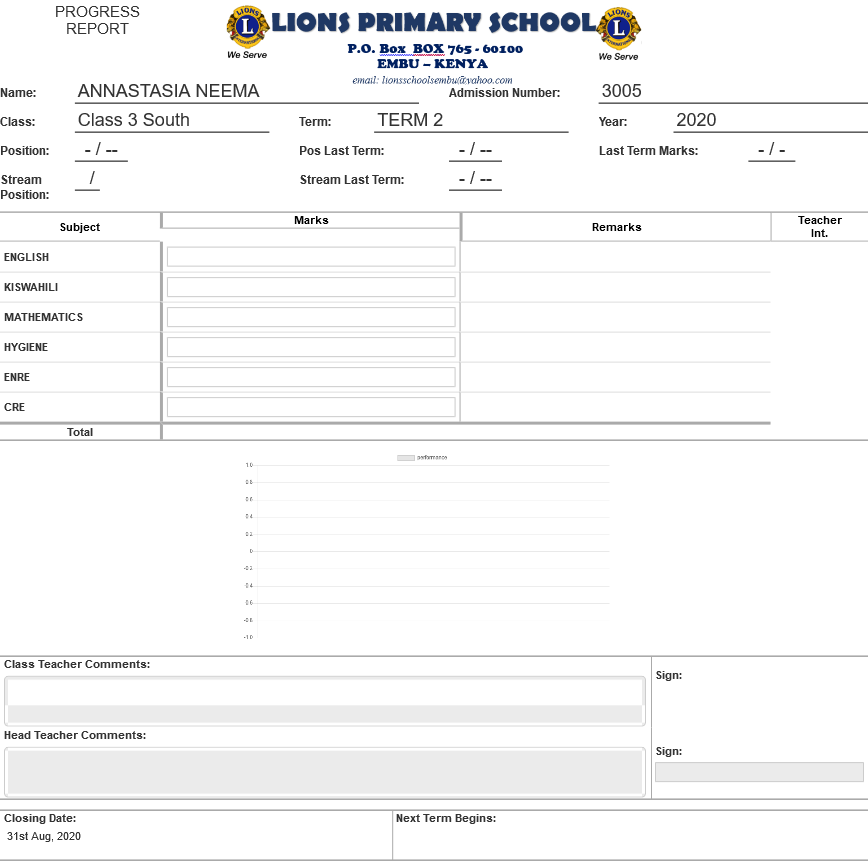 PROGRESS
REPORT
LIONS
L
INTERNATIONAL
We Serve
LIONS PRIMARY SCHOOL
P.O. Box BOX 765 - 60100
EMBU – KENYA
email: lionsschoolsembu@yahoo.com
LIONS
L
INTERNATIONAL
We Serve
Name: ANNASTASIA NEEMA Admission Number: 3005
Class: Class 3 South Term: TERM 2 Year: 2020
Position: - / -- Pos Last Term: - / -- Last Term Marks: - / -
Stream Position: / Stream Last Term: - / --
Subject Marks Remarks Teacher Int.
ENGLISH
KISWAHILI
MATHEMATICS
HYGIENE
ENRE
CRE
Total
performance
1.0
0.8
0.6
0.4
0.2
0
-0.2
-0.4
-0.6
-0.8
-1.0
Class Teacher Comments:
Sign:
Head Teacher Comments:
Sign:
Closing Date: Next Term Begins:
31st Aug, 2020